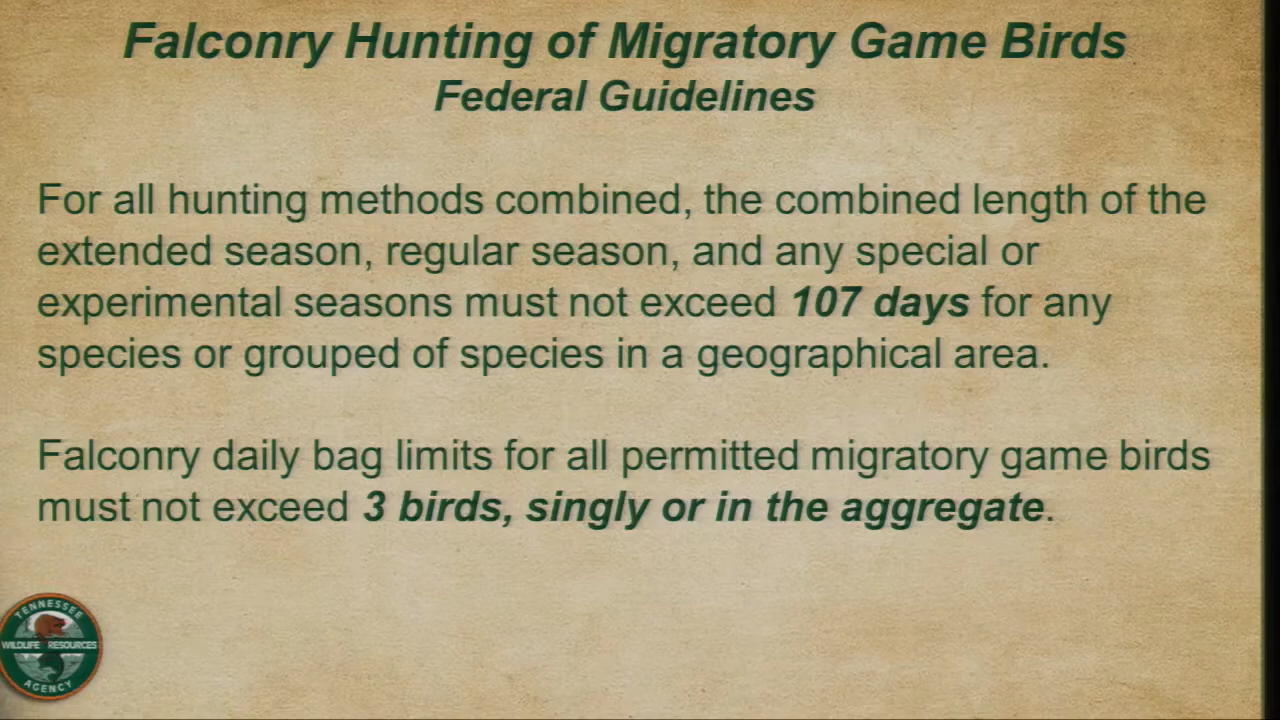 Falconry Hunting of Migratory Game Birds
Federal Guidelines
For all hunting methods combined, the combined length of the
extended season, regular season, and any special or
experimental seasons must not exceed 107 days for any
species or grouped of species in a geographical area.
Falconry daily bag limits for all permitted migratory game birds
must not exceed 3 birds, singly or in the aggregate.
TENNESSEE
WILDLIFE RESOURCES
AGENCY